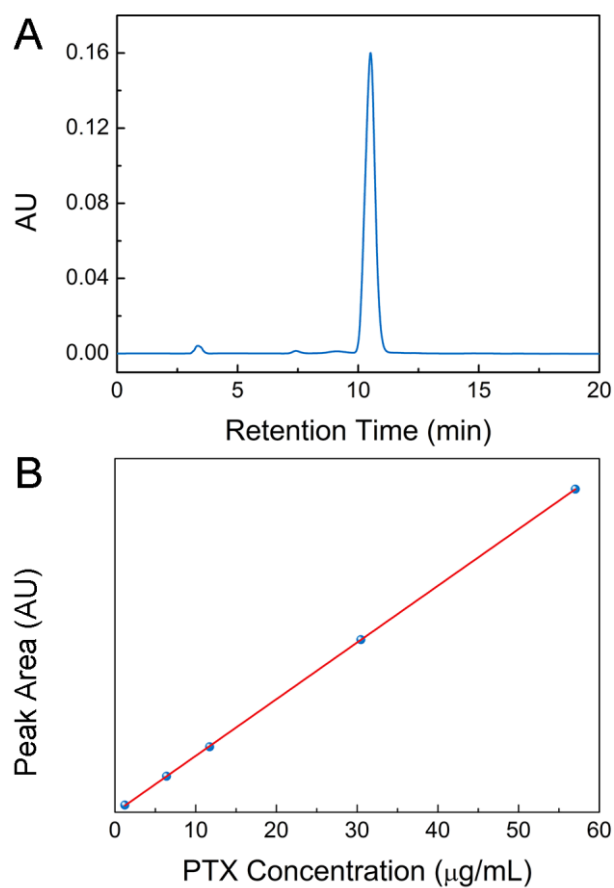 A
0.16
0.12
0.08
0.04
0.00
AU
0 5 10 15 20
Retention Time (min)
B
Peak Area (AU)
0 10 20 30 40 50 60
PTX Concentration (μg/mL)